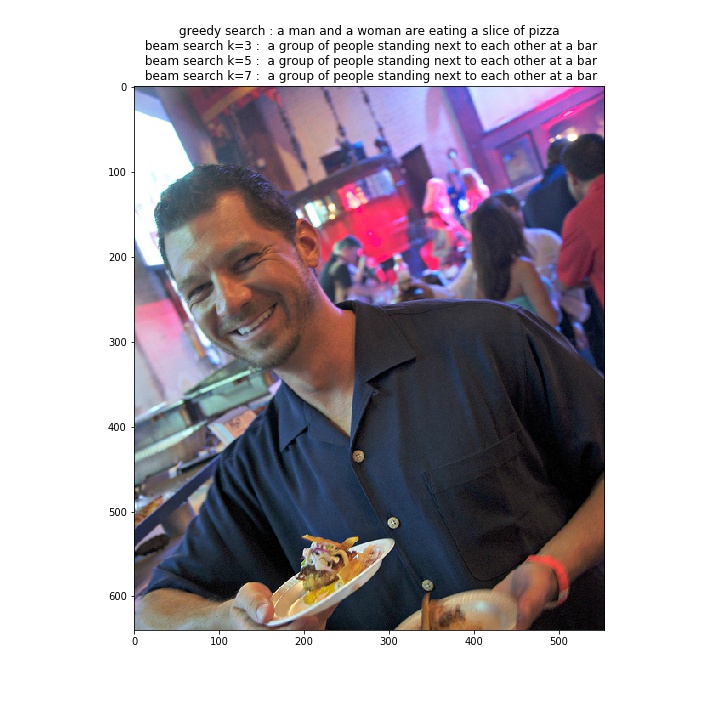 greedy search : a man and a woman are eating a slice of pizza
beam search k=3 :  a group of people standing next to each other at a bar
beam search k=5 :  a group of people standing next to each other at a bar
beam search k=7 :  a group of people standing next to each other at a bar
0
100
200
300
400
500
600
0 100 200 300 400 500